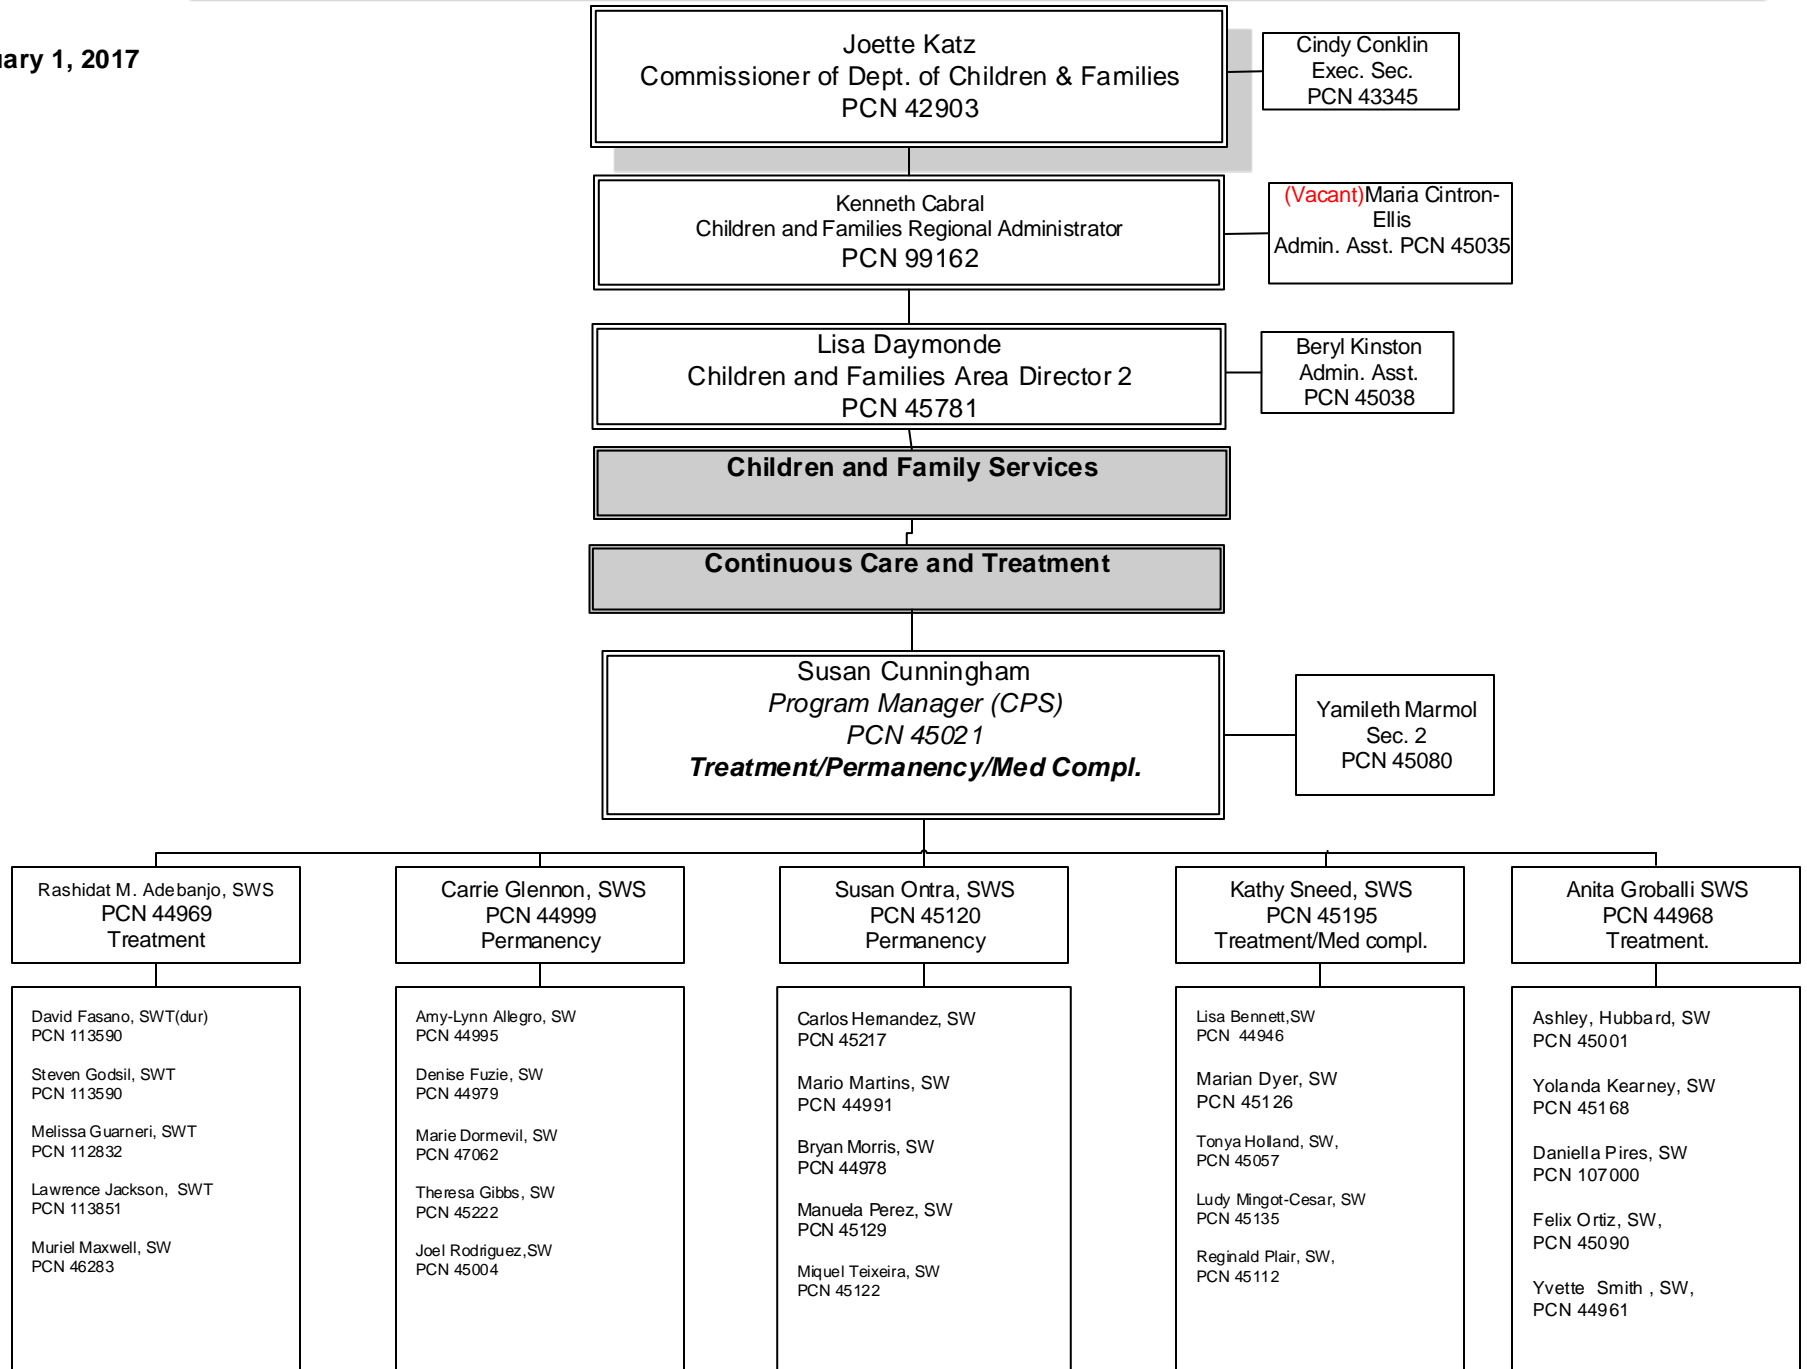 uary 1, 2017
Joette Katz
Commissioner of Dept. of Children & Families
PCN 42903
Cindy Conklin
Exec. Sec.
PCN 43345
Kenneth Cabral
Children and Families Regional Administrator
PCN 99162
(Vacant)Maria Cintron-
Ellis
Admin. Asst. PCN 45035
Lisa Daymonde
Children and Families Area Director 2
PCN 45781
Beryl Kinston
Admin. Asst.
PCN 45038
Children and Family Services
Continuous Care and Treatment
Susan Cunningham
Program Manager (CPS)
PCN 45021
Treatment/Permanency/Med Compl.
Yamileth Marmol
Sec. 2
PCN 45080
Rashidat M. Adebanjo, SWS
PCN 44969
Treatment
Carrie Glennon, SWS
PCN 44999
Permanency
Susan Ontra, SWS
PCN 45120
Permanency
Kathy Sneed, SWS
PCN 45195
Treatment/Med compl.
Anita Groballi SWS
PCN 44968
Treatment.
David Fasano, SWT(dur)
PCN 113590
Steven Godsil, SWT
PCN 113590
Melissa Guarneri, SWT
PCN 112832
Lawrence Jackson, SWT
PCN 113851
Muriel Maxwell, SW
PCN 46283
Amy-Lynn Allegro, SW
PCN 44995
Denise Fuzie, SW
PCN 44979
Marie Dormevil, SW
PCN 47062
Theresa Gibbs, SW
PCN 45222
Joel Rodriguez,SW
PCN 45004
Carlos Hernandez, SW
PCN 45217
Mario Martins, SW
PCN 44991
Bryan Morris, SW
PCN 44978
Manuela Perez, SW
PCN 45129
Miquel Teixeira, SW
PCN 45122
Lisa Bennett,SW
PCN 44946
Marian Dyer, SW
PCN 45126
Tonya Holland, SW,
PCN 45057
Ludy Mingot-Cesar, SW
PCN 45135
Reginald Plair, SW,
PCN 45112
Ashley, Hubbard, SW
PCN 45001
Yolanda Kearney, SW
PCN 45168
Daniella Pires, SW
PCN 107000
Felix Ortiz, SW,
PCN 45090
Yvette Smith , SW,
PCN 44961